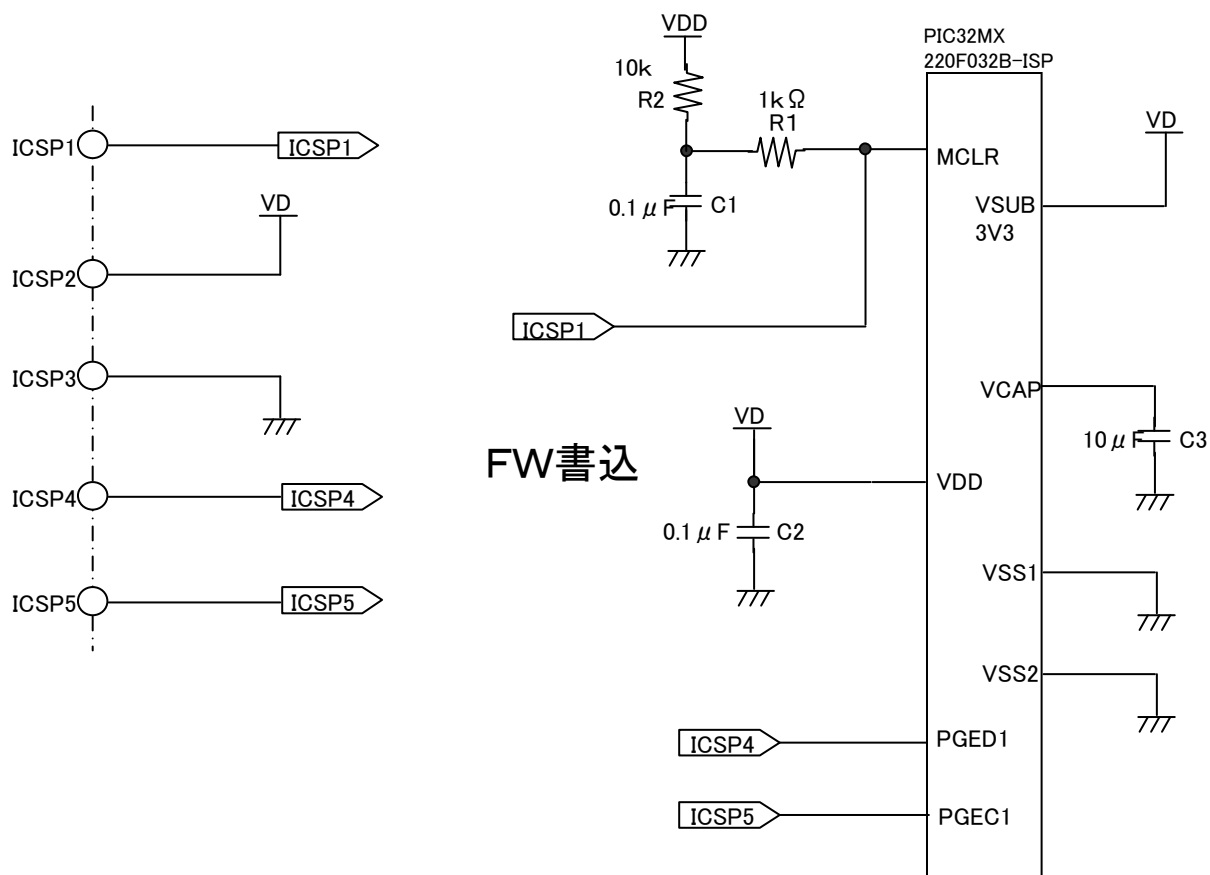 VDD
PIC32MX
220F032B-ISP
10k
R2
1kΩ
R1
ICSP1
ICSP1
MCLR
VD
VSUB
3V3
VD
0.1μF
C1
ICSP2
ICSP1
ICSP3
VCAP
10μF
C3
VD
FW書込
VDD
ICSP4
ICSP4
0.1μF
C2
VSS1
ICSP5
ICSP5
VSS2
ICSP4
PGED1
ICSP5
PGEC1